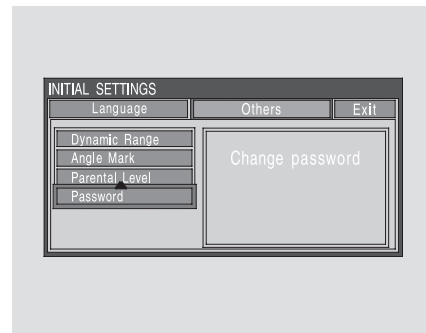 INITIAL SETTINGS
Language Others Exit
Dynamic Range
Angle Mark
Parental Level
Password
Change password